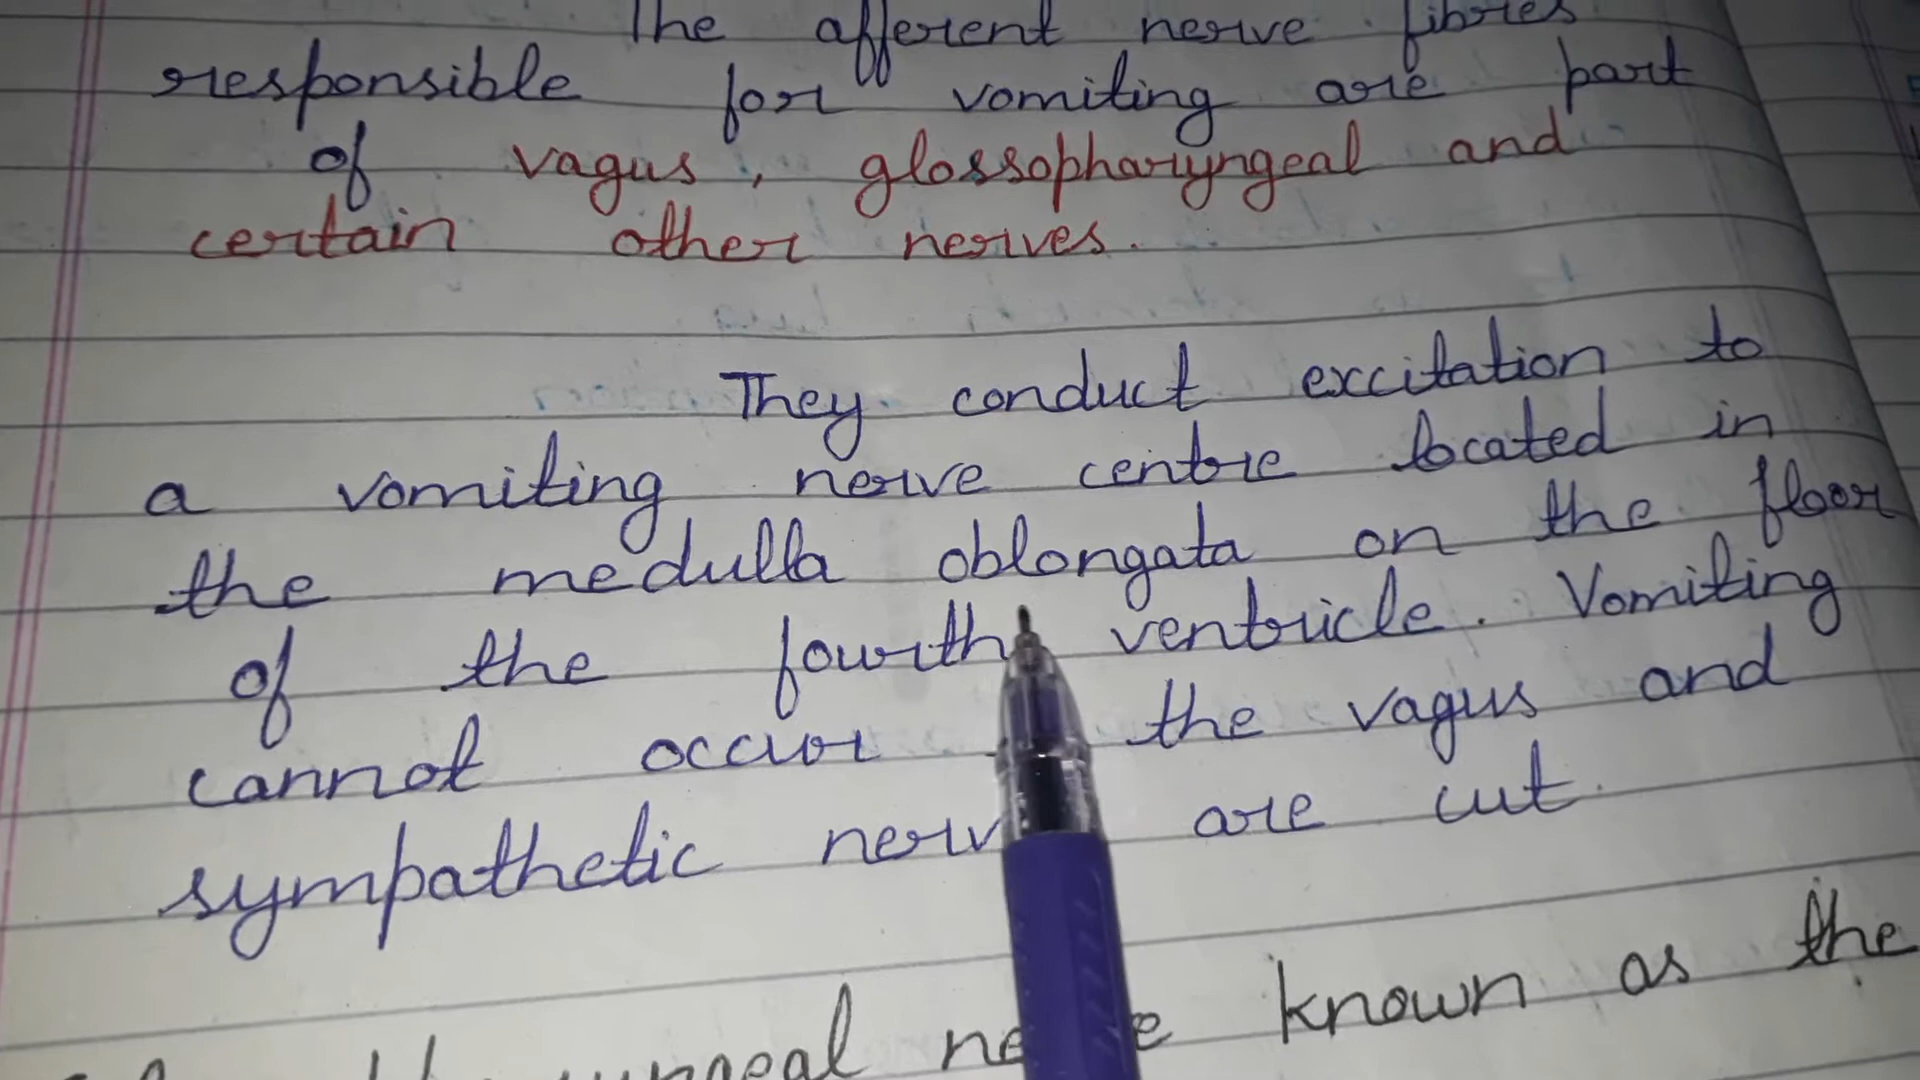 The afferent nerve fibres
responsible for vomiting are part
of vagus, glossopharyngeal and
certain other nerves.
They conduct excitation to
a vomiting nerve centre located in
the medulla oblongata on the floor
of the fourth ventricle. Vomiting
cannot occur the vagus and
sympathetic nerv are cut.
known as the